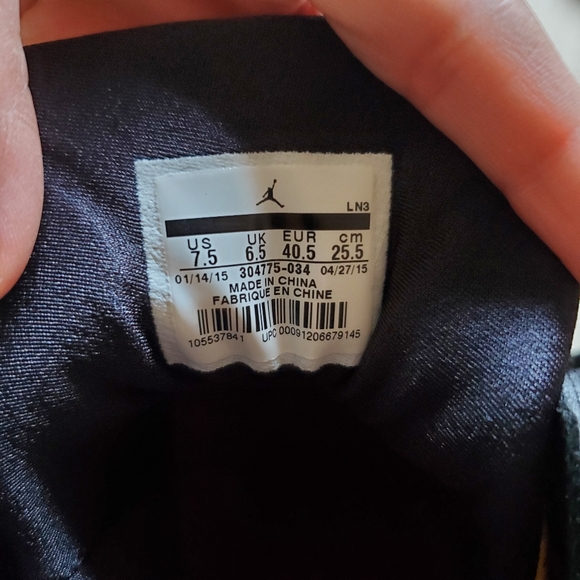 LN3
US UK EUR cm
7.5 6.5 40.5 25.5
01/14/15 304775-034 04/27/15
MADE IN CHINA
FABRIQUE EN CHINE
105537841 UPC 00091206679145